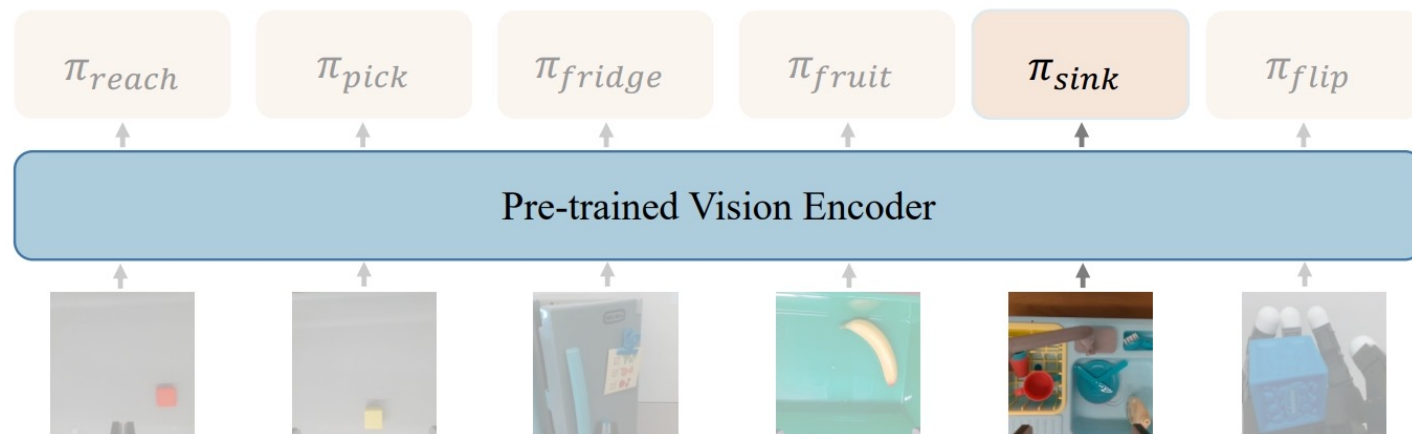 π_reach π_pick π_fridge π_fruit π_sink π_flip
Pre-trained Vision Encoder